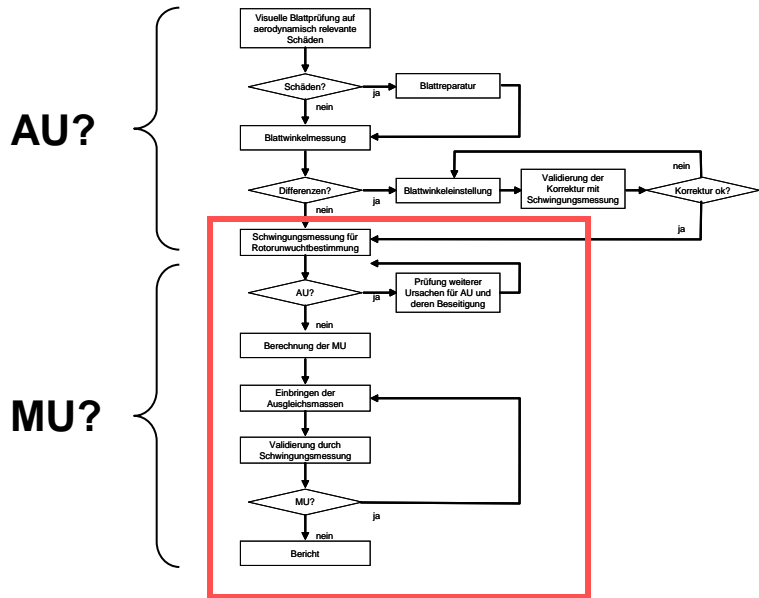 Visuelle Blattprüfung auf
aerodynamisch relevante
Schäden
Schäden?
ja
Blattreparatur
nein
AU?
Blattwinkelmessung
nein
Differenzen?
ja
Blattwinkeleinstellung
Validierung der
Korrektur mit
Schwingungsmessung
Korrektur ok?
nein
ja
Schwingungsmessung für
Rotorunwuchtbestimmung
AU?
ja
Prüfung weiterer
Ursachen für AU und
deren Beseitigung
nein
Berechnung der MU
MU?
Einbringen der
Ausgleichsmassen
Validierung durch
Schwingungsmessung
MU?
ja
nein
Bericht